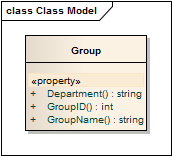 class Class Model
Group
«property»
+ Department() : string
+ GroupID() : int
+ GroupName() : string